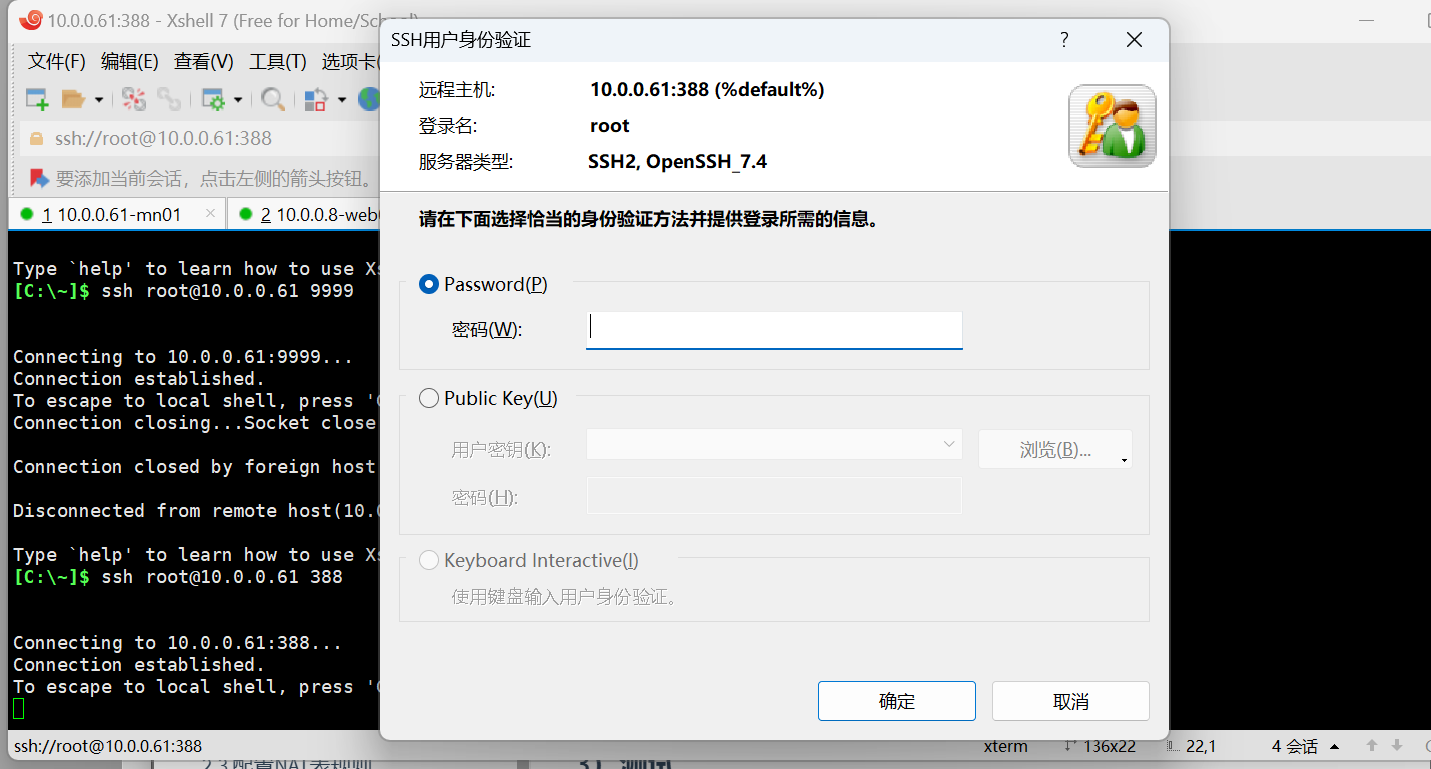 10.0.0.61:388 - Xshell 7 (Free for Home/School)
文件(F) 编辑(E) 查看(V) 工具(T) 选项卡(
ssh://root@10.0.0.61:388
要添加当前会话，点击左侧的箭头按钮。
1 10.0.0.61-mn01 × 2 10.0.0.8-web
Type `help' to learn how to use Xs
[C:\~]$ ssh root@10.0.0.61 9999
Connecting to 10.0.0.61:9999...
Connection established.
To escape to local shell, press '
Connection closing...Socket close
Connection closed by foreign host
Disconnected from remote host(10.
Type `help' to learn how to use Xs
[C:\~]$ ssh root@10.0.0.61 388
Connecting to 10.0.0.61:388...
Connection established.
To escape to local shell, press '
ssh://root@10.0.0.61:388
xterm 136x22 22,1 4 会话
SSH用户身份验证 ?
远程主机: 10.0.0.61:388 (%default%)
登录名: root
服务器类型: SSH2, OpenSSH_7.4
请在下面选择恰当的身份验证方法并提供登录所需的信息。
Password(P)
密码(W):
Public Key(U)
用户密钥(K): 浏览(B)...
密码(H):
Keyboard Interactive(I)
使用键盘输入用户身份验证。
确定 取消